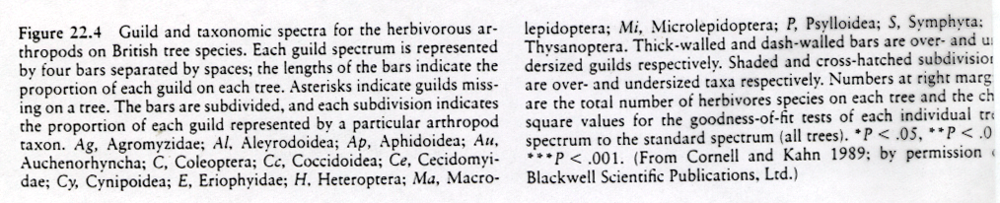 Figure 22.4 Guild and taxonomic spectra for the herbivorous ar-
thropods on British tree species. Each guild spectrum is represented
by four bars separated by spaces; the lengths of the bars indicate the
proportion of each guild on each tree. Asterisks indicate guilds miss-
ing on a tree. The bars are subdivided, and each subdivision indicates
the proportion of each guild represented by a particular arthropod
taxon. Ag, Agromyzidae; Al, Aleyrodoidea; Ap, Aphidoidea; Au,
Auchenorhyncha; C, Coleoptera; Cc, Coccidoidea; Ce, Cecidomyi-
dae; Cy, Cynipoidea; E, Eriophyidae; H, Heteroptera; Ma, Macro-
lepidoptera; Mi, Microlepidoptera; P, Psylloidea; S, Symphyta;
Thysanoptera. Thick-walled and dash-walled bars are over- and
dersized guilds respectively. Shaded and cross-hatched subdivision
are over- and undersized taxa respectively. Numbers at right marg
are the total number of herbivores species on each tree and the ch
square values for the goodness-of-fit tests of each individual tre
spectrum to the standard spectrum (all trees). *P < .05, **P < .0
***P < .001. (From Cornell and Kahn 1989; by permission
Blackwell Scientific Publications, Ltd.)